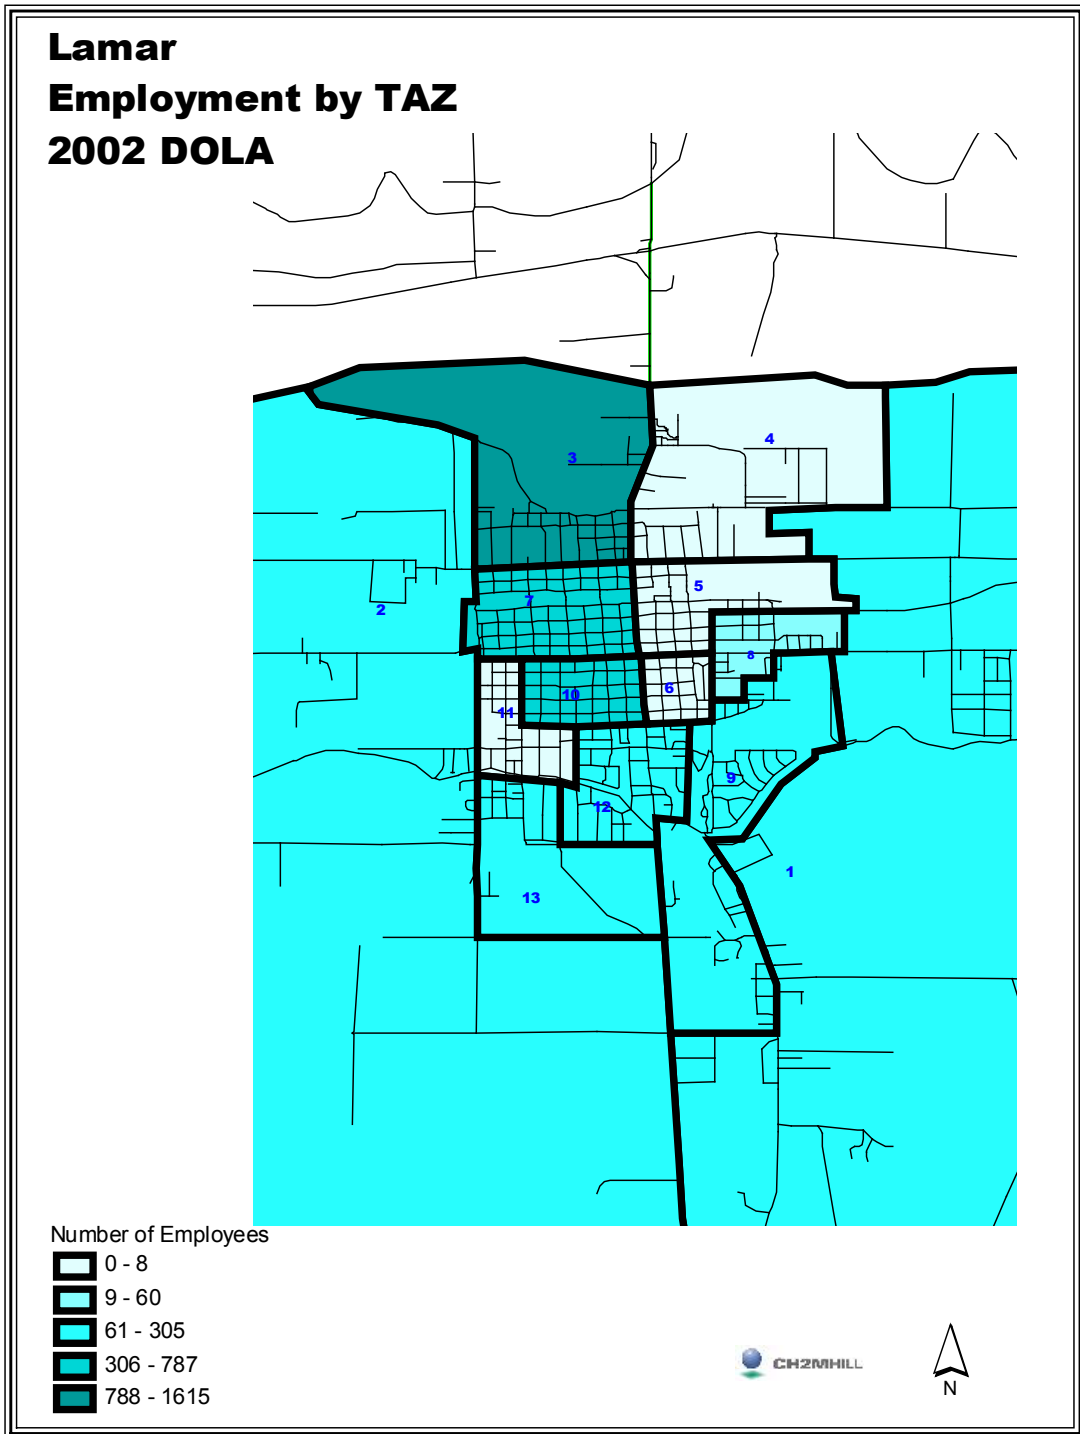 Lamar
Employment by TAZ
2002 DOLA
4
3
5
7
2
8
6
10
11
9
12
1
13
Number of Employees
0 - 8
9 - 60
61 - 305
306 - 787
788 - 1615
CH2MHILL
N